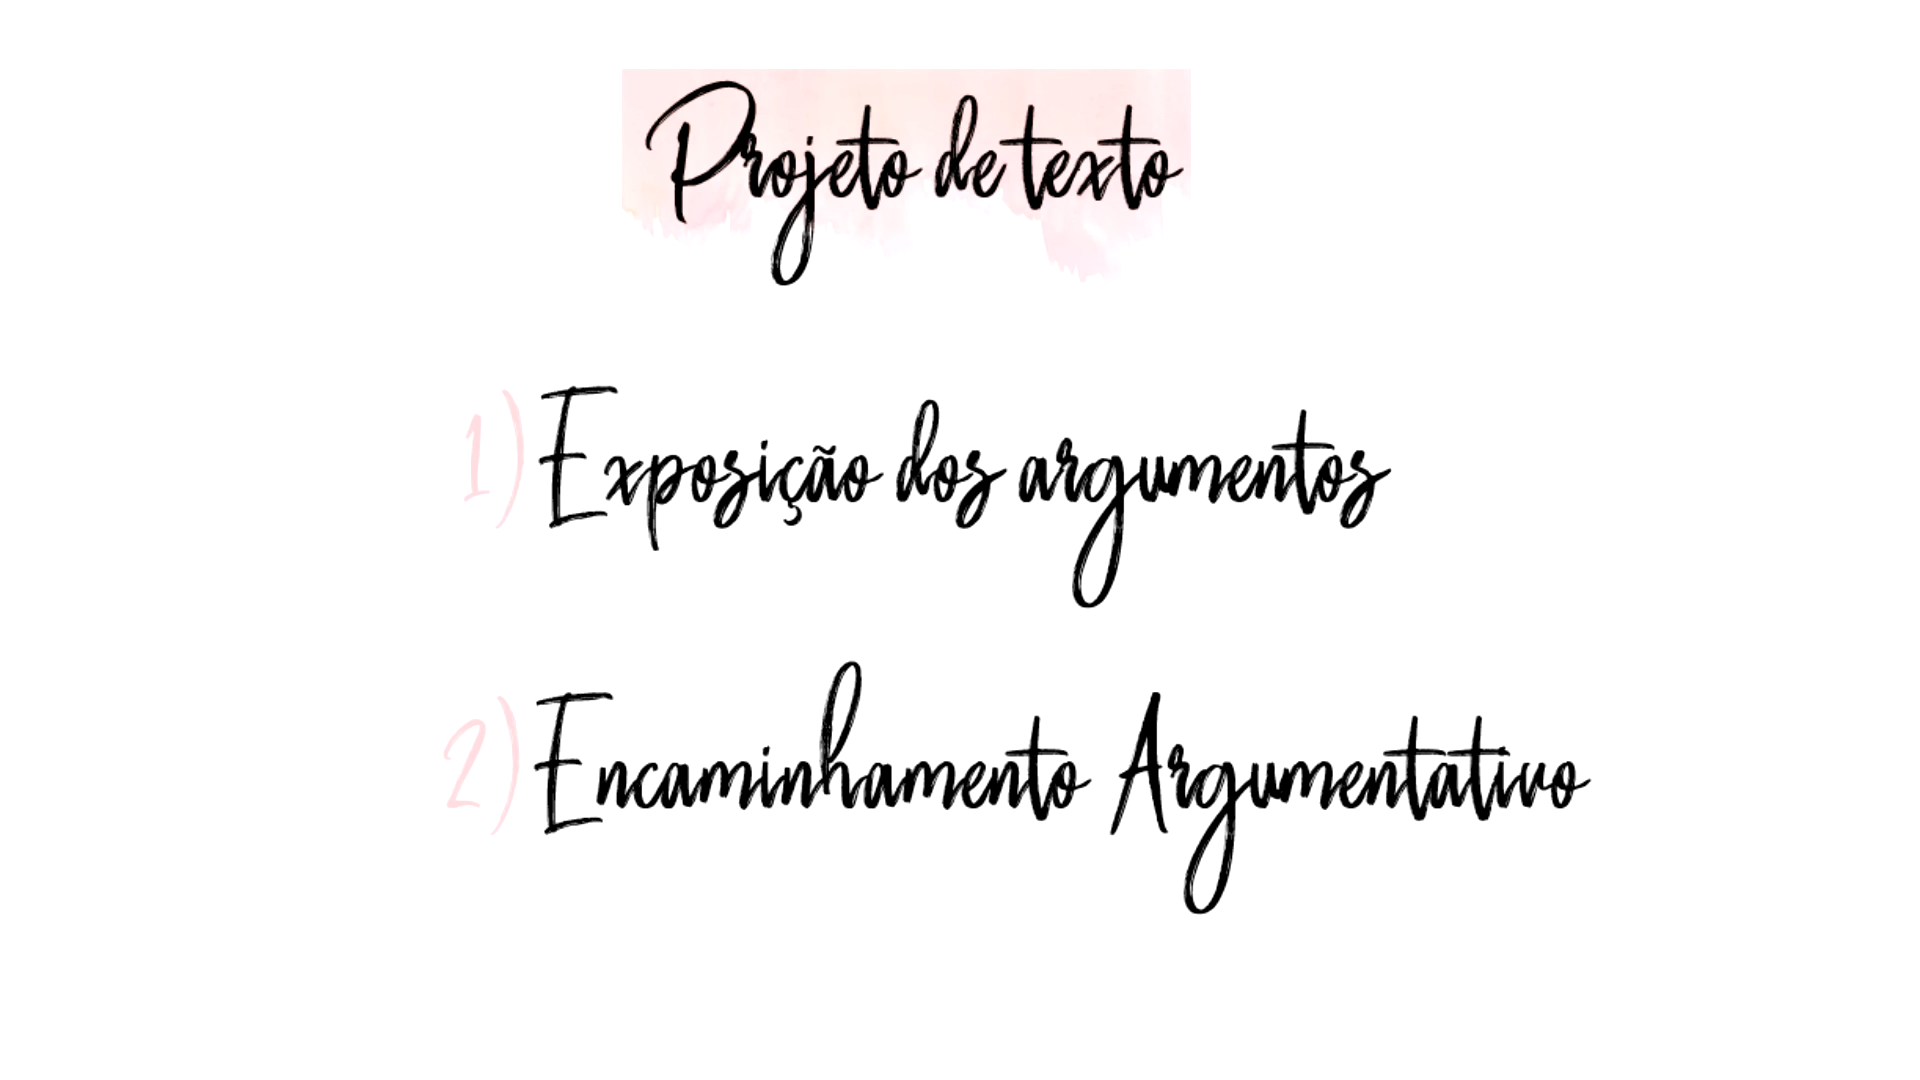 Projeto de texto
1) Exposição dos argumentos
2) Encaminhamento Argumentativo